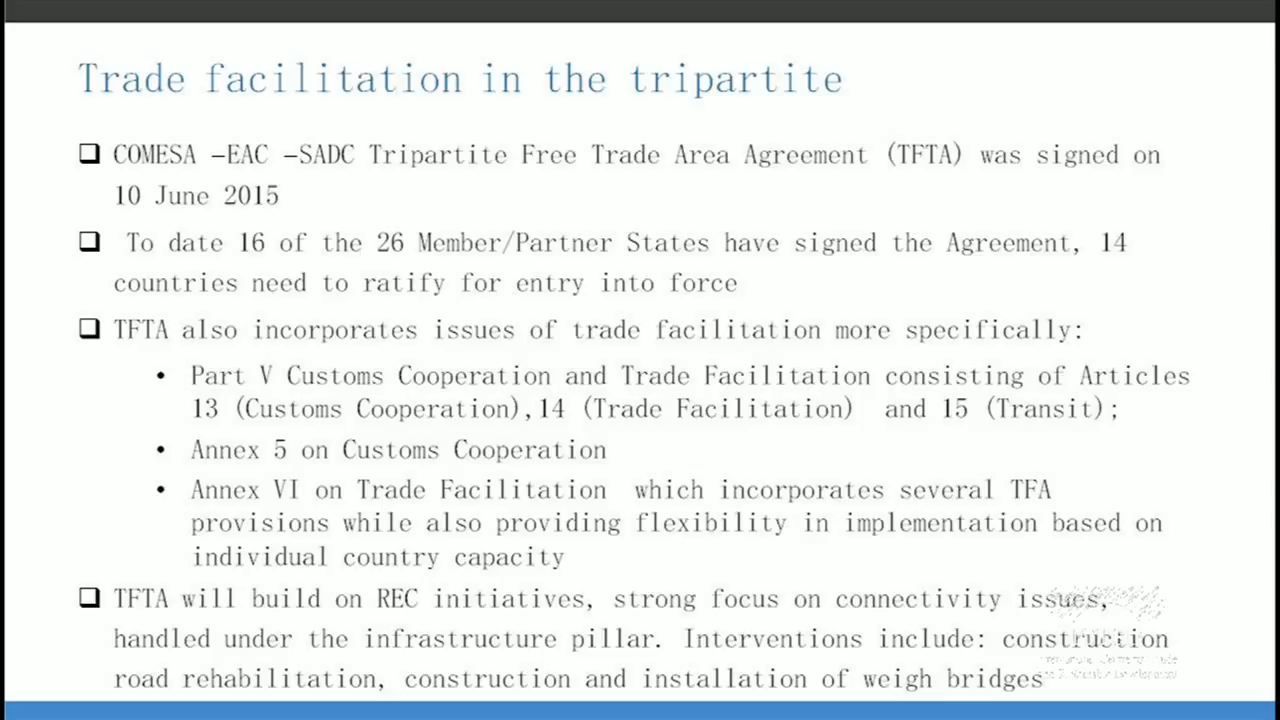 Trade facilitation in the tripartite
❑ COMESA –EAC –SADC Tripartite Free Trade Area Agreement (TFTA) was signed on
10 June 2015
❑ To date 16 of the 26 Member/Partner States have signed the Agreement, 14
countries need to ratify for entry into force
❑ TFTA also incorporates issues of trade facilitation more specifically:
• Part V Customs Cooperation and Trade Facilitation consisting of Articles
13 (Customs Cooperation),14 (Trade Facilitation) and 15 (Transit);
• Annex 5 on Customs Cooperation
• Annex VI on Trade Facilitation which incorporates several TFA
provisions while also providing flexibility in implementation based on
individual country capacity
❑ TFTA will build on REC initiatives, strong focus on connectivity issues,
handled under the infrastructure pillar. Interventions include: construction
road rehabilitation, construction and installation of weigh bridges